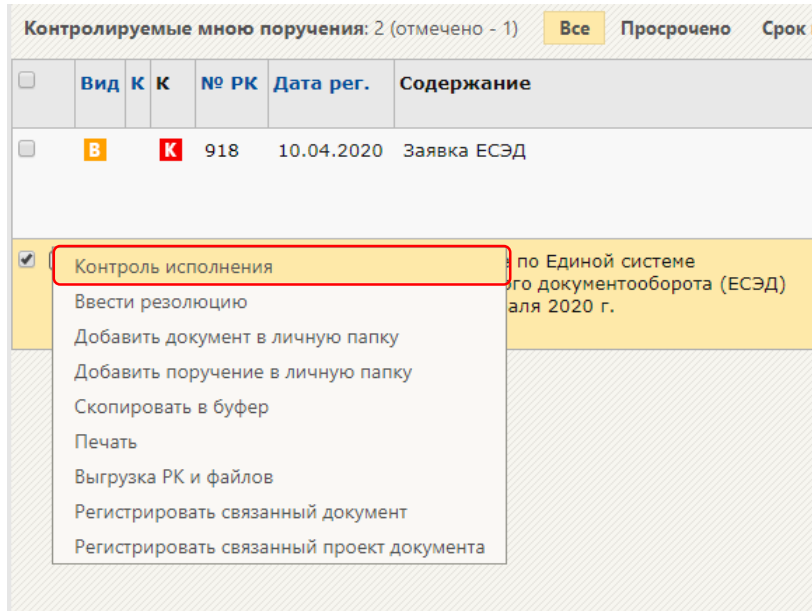 Контролируемые мною поручения: 2 (отмечено - 1) Все Просрочено Срок
Вид К К № РК Дата рег. Содержание
В К 918 10.04.2020 Заявка ЕСЭД
по Единой системе
документооборота (ЕСЭД)
2020 г.
Контроль исполнения
Ввести резолюцию
Добавить документ в личную папку
Добавить поручение в личную папку
Скопировать в буфер
Печать
Выгрузка РК и файлов
Регистрировать связанный документ
Регистрировать связанный проект документа